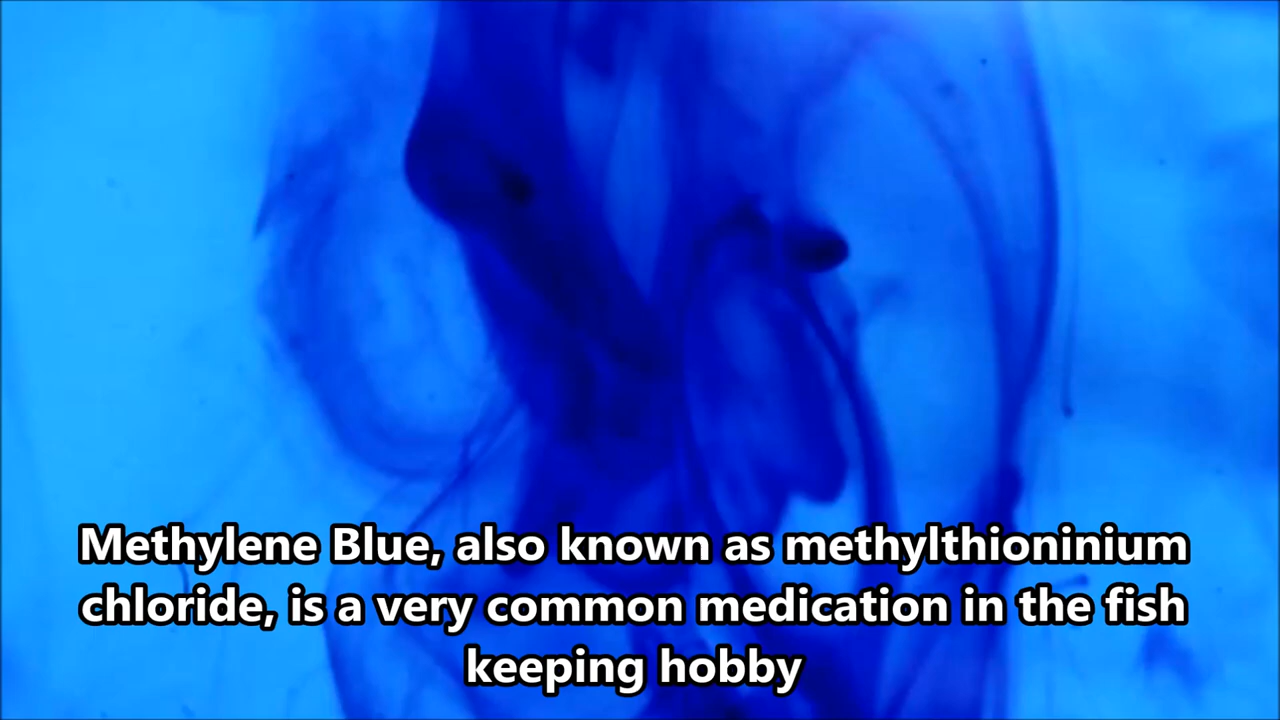 Methylene Blue, also known as methylthioninium
chloride, is a very common medication in the fish
keeping hobby